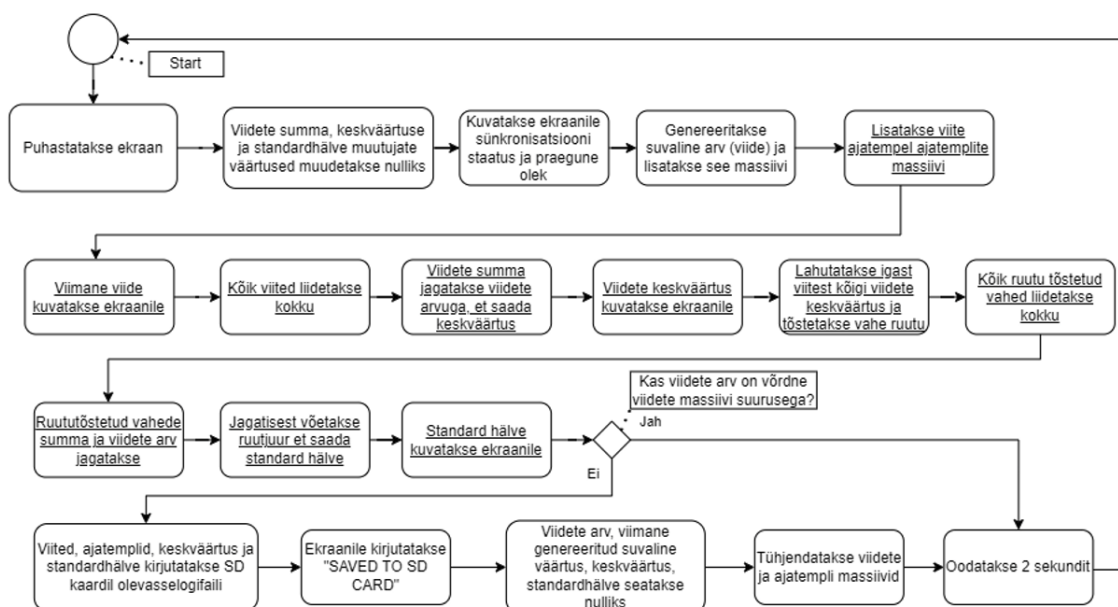 Start
Puhastatakse ekraan
Viidete summa, keskväärtuse
ja standardhälve muutujate
väärtused muudetakse nulliks
Kuvatakse ekraanile
sünkronisatsiooni
staatus ja praegune
olek
Genereeritakse
suvaline arv (viide) ja
lisatakse see massiivi
Lisatakse viite
ajatempel ajatemplite
massiivi
Viimane viide
kuvatakse ekraanile
Kõik viited liidetakse
kokku
Viidete summa
jagatakse viidete
arvuga, et saada
keskväärtus
Viidete keskväärtus
kuvatakse ekraanile
Lahutatakse igast
viitest kõigi viidete
keskväärtus ja
tõstetakse vahe ruutu
Kõik ruutu tõstetud
vahed liidetakse
kokku
Ruututõstetud vahede
summa ja viidete arv
jagatakse
Jagatisest võetakse
ruutjuur et saada
standard hälve
Standard hälve
kuvatakse ekraanile
Kas viidete arv on võrdne
viidete massiivi suurusega?
Jah
Ei
Viited, ajatemplid, keskväärtus ja
standardhälve kirjutatakse SD
kaardil olevasselogifaili
Ekraanile kirjutatakse
"SAVED TO SD
CARD"
Viidete arv, viimane
genereeritud suvaline
väärtus, keskväärtus,
standardhälve seatakse
nulliks
Tühjendatakse viidete
ja ajatempli massiivid
Oodatakse 2 sekundit